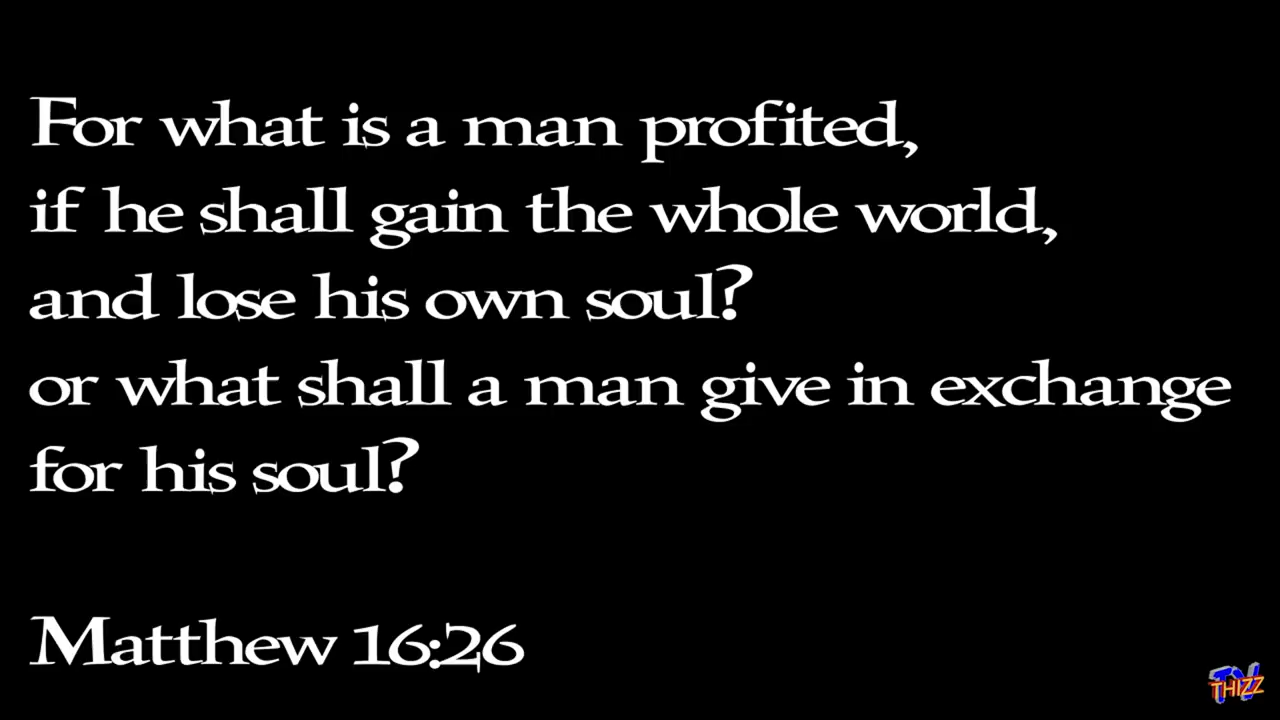 For what is a man profited,
if he shall gain the whole world,
and lose his own soul?
or what shall a man give in exchange
for his soul?
Matthew 16:26
TV
THIZZ